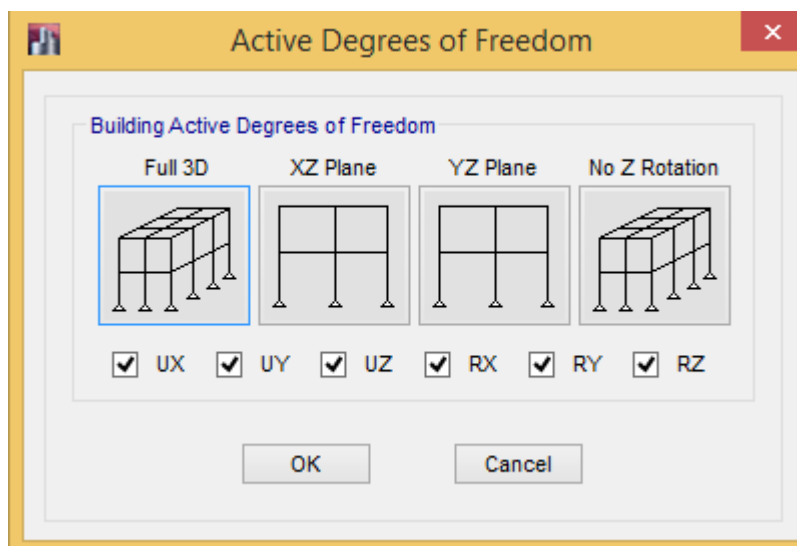 Active Degrees of Freedom
Building Active Degrees of Freedom
Full 3D XZ Plane YZ Plane No Z Rotation
UX UY UZ RX RY RZ
OK Cancel